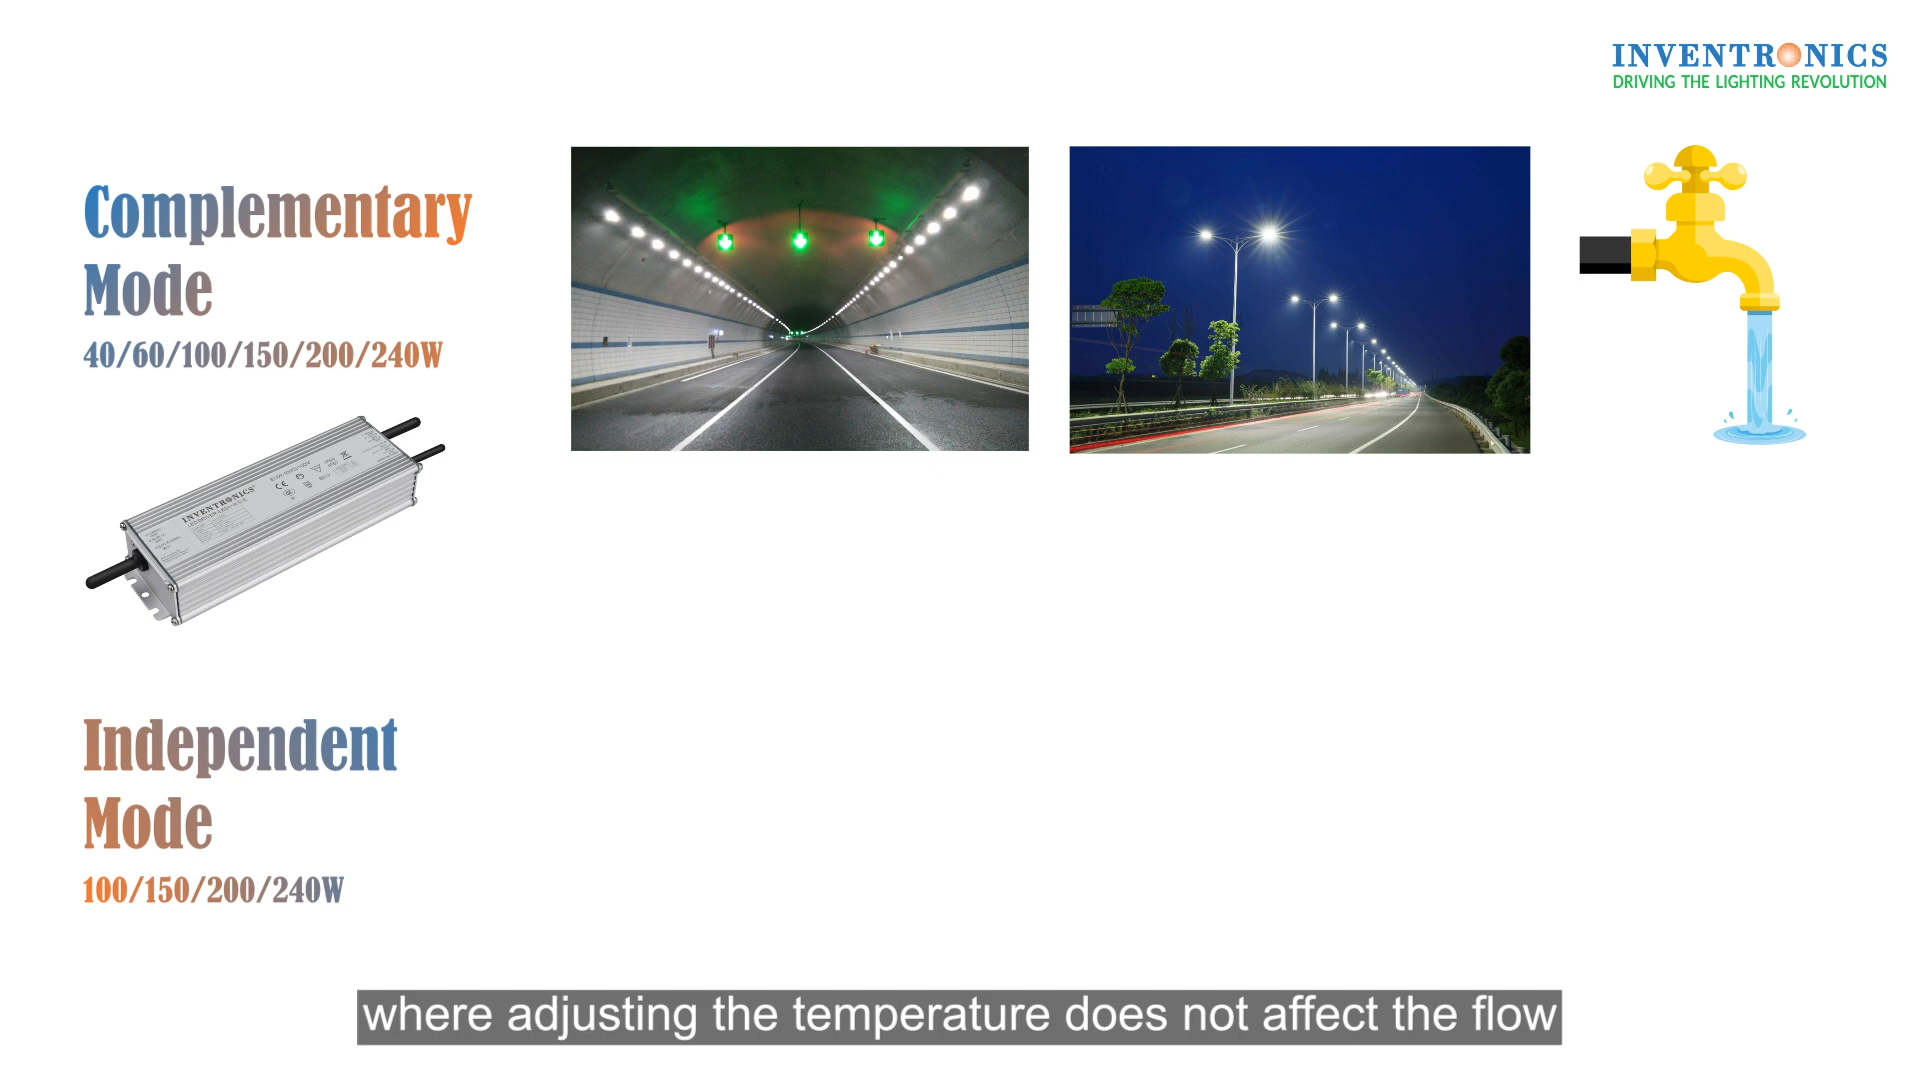 INVENTRONICS
DRIVING THE LIGHTING REVOLUTION
Complementary
Mode
40/60/100/150/200/240W
INVENTRONICS
Independent
Mode
100/150/200/240W
where adjusting the temperature does not affect the flow